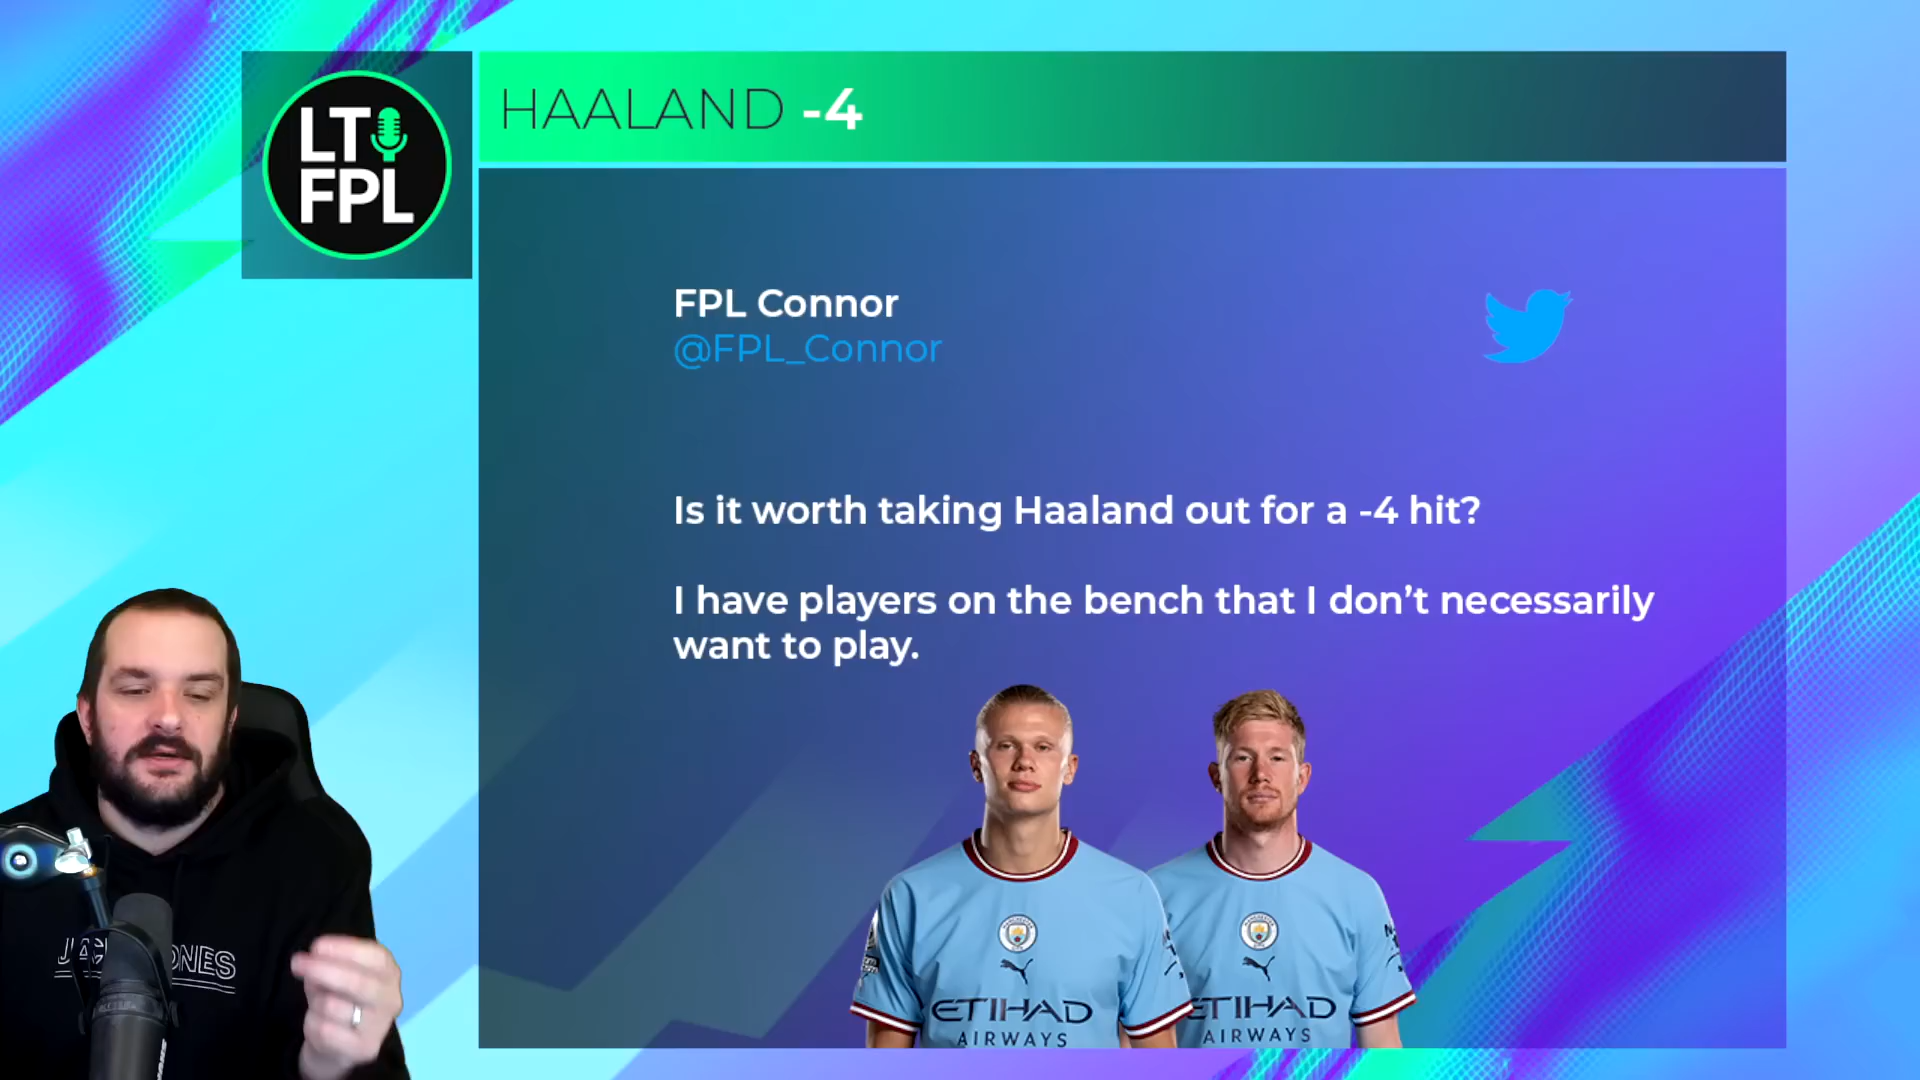 LT
FPL
HAALAND -4
FPL Connor
@FPL_Connor
Is it worth taking Haaland out for a -4 hit?
I have players on the bench that I don’t necessarily
want to play.
ETIHAD
AIRWAYS
ETIHAD
AIRWAYS